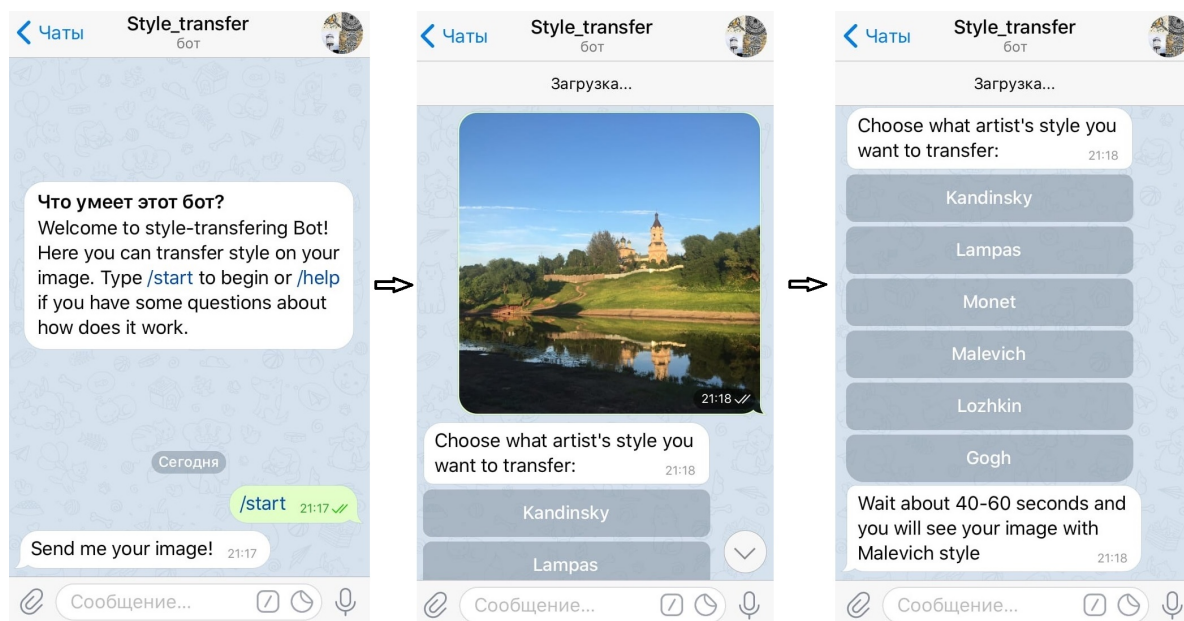 Чаты
Style_transfer
бот
Что умеет этот бот?
Welcome to style-transfering Bot!
Here you can transfer style on your
image. Type /start to begin or /help
if you have some questions about
how does it work.
Сегодня
/start 21:17
Send me your image! 21:17
Сообщение...
Чаты
Style_transfer
бот
Загрузка...
21:18
Choose what artist's style you
want to transfer: 21:18
Kandinsky
Lampas
Сообщение...
Чаты
Style_transfer
бот
Загрузка...
Choose what artist's style you
want to transfer: 21:18
Kandinsky
Lampas
Monet
Malevich
Lozhkin
Gogh
Wait about 40-60 seconds and
you will see your image with
Malevich style 21:18
Сообщение...